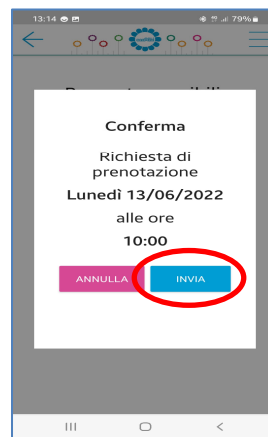 13:14
79%
Conferma
Richiesta di
prenotazione
Lunedì 13/06/2022
alle ore
10:00
ANNULLA INVIA